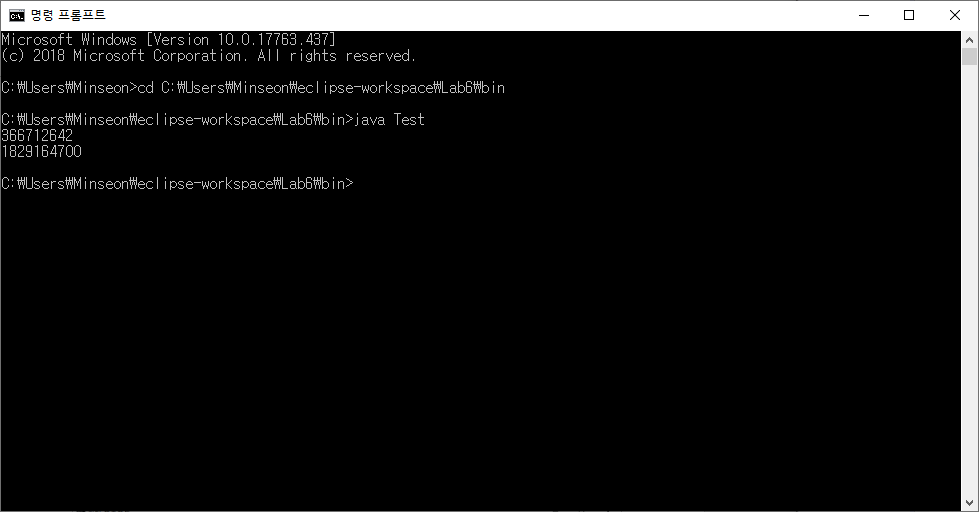 명령 프롬프트
Microsoft Windows [Version 10.0.17763.437]
(c) 2018 Microsoft Corporation. All rights reserved.
C:₩Users₩Minseon>cd C:₩Users₩Minseon₩eclipse-workspace₩Lab6₩bin
C:₩Users₩Minseon₩eclipse-workspace₩Lab6₩bin>java Test
366712642
1829164700
C:₩Users₩Minseon₩eclipse-workspace₩Lab6₩bin>